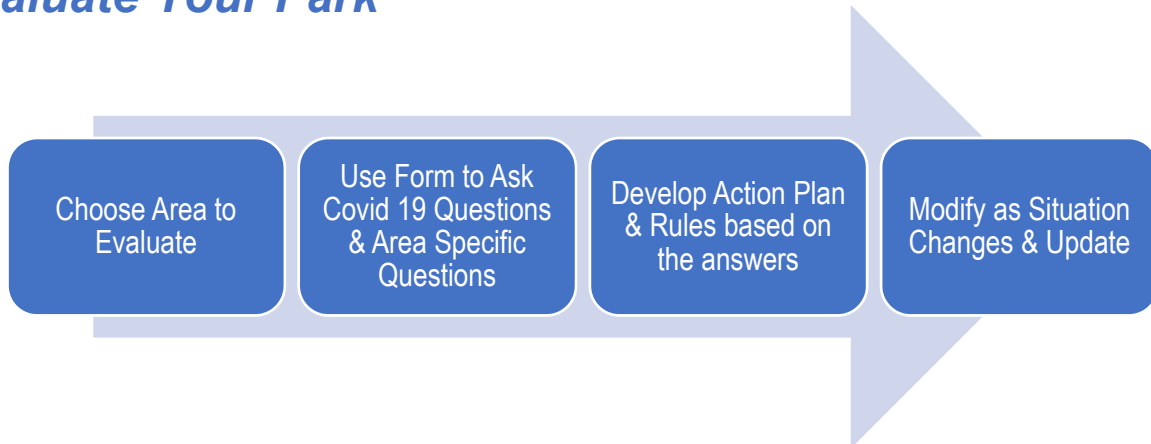 aluate Your Park
Choose Area to
Evaluate
Use Form to Ask
Covid 19 Questions
& Area Specific
Questions
Develop Action Plan
& Rules based on
the answers
Modify as Situation
Changes & Update